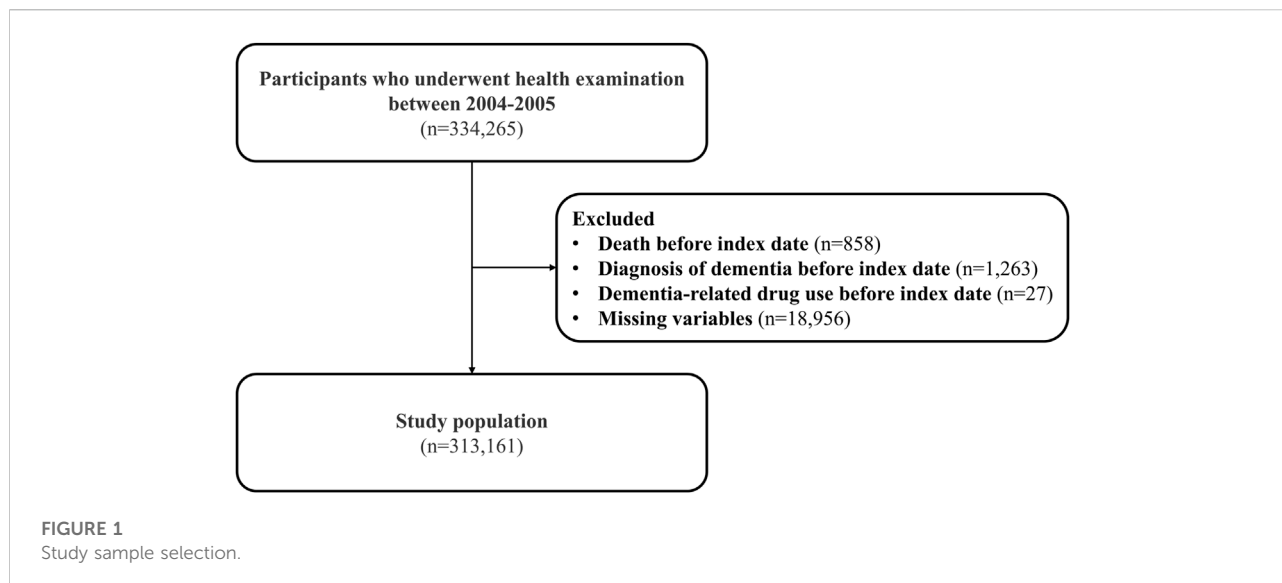 Participants who underwent health examination
between 2004-2005
(n=334,265)
Excluded
• Death before index date (n=858)
• Diagnosis of dementia before index date (n=1,263)
• Dementia-related drug use before index date (n=27)
• Missing variables (n=18,956)
Study population
(n=313,161)
FIGURE 1
Study sample selection.